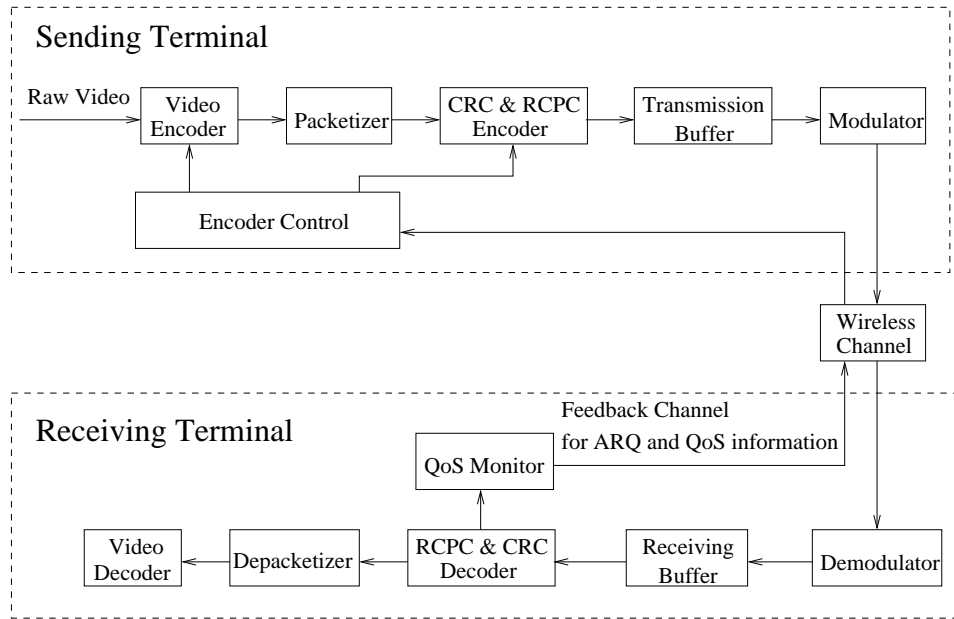 Sending Terminal
Raw Video
Video
Encoder
Packetizer
CRC & RCPC
Encoder
Transmission
Buffer
Modulator
Encoder Control
Wireless
Channel
Receiving Terminal
Feedback Channel
for ARQ and QoS information
QoS Monitor
Video
Decoder
Depacketizer
RCPC & CRC
Decoder
Receiving
Buffer
Demodulator